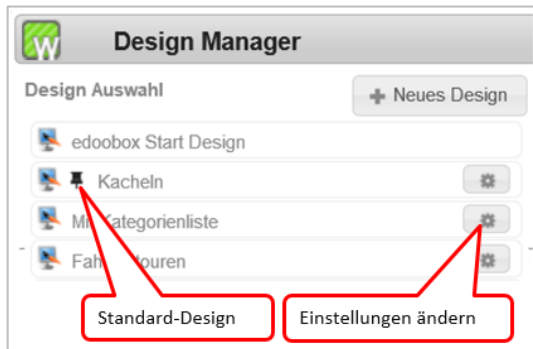 W
Design Manager
Design Auswahl
Neues Design
edoobox Start Design
Kacheln
Kategorienliste
Standard-Design
Einstellungen ändern